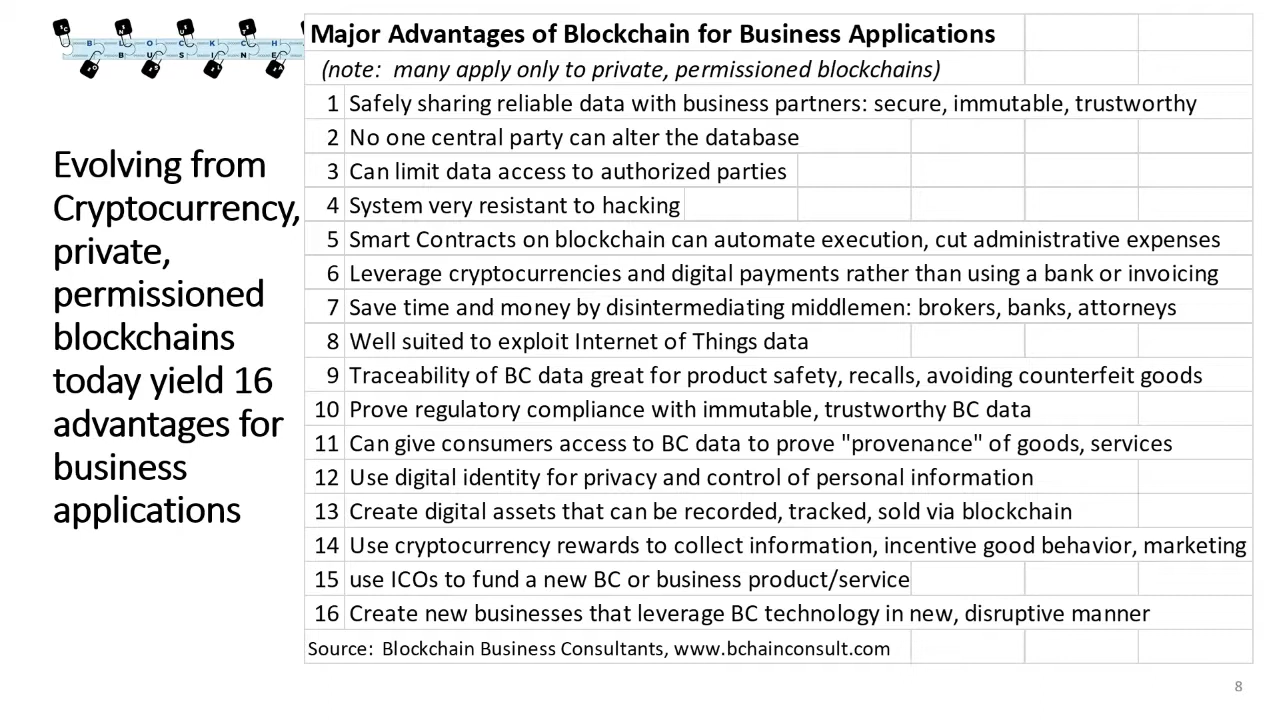 B L O C K C H
B U S I N E
Evolving from
Cryptocurrency,
private,
permissioned
blockchains
today yield 16
advantages for
business
applications
Major Advantages of Blockchain for Business Applications
(note: many apply only to private, permissioned blockchains)
1 Safely sharing reliable data with business partners: secure, immutable, trustworthy
2 No one central party can alter the database
3 Can limit data access to authorized parties
4 System very resistant to hacking
5 Smart Contracts on blockchain can automate execution, cut administrative expenses
6 Leverage cryptocurrencies and digital payments rather than using a bank or invoicing
7 Save time and money by disintermediating middlemen: brokers, banks, attorneys
8 Well suited to exploit Internet of Things data
9 Traceability of BC data great for product safety, recalls, avoiding counterfeit goods
10 Prove regulatory compliance with immutable, trustworthy BC data
11 Can give consumers access to BC data to prove "provenance" of goods, services
12 Use digital identity for privacy and control of personal information
13 Create digital assets that can be recorded, tracked, sold via blockchain
14 Use cryptocurrency rewards to collect information, incentive good behavior, marketing
15 use ICOs to fund a new BC or business product/service
16 Create new businesses that leverage BC technology in new, disruptive manner
Source: Blockchain Business Consultants, www.bchainconsult.com
8